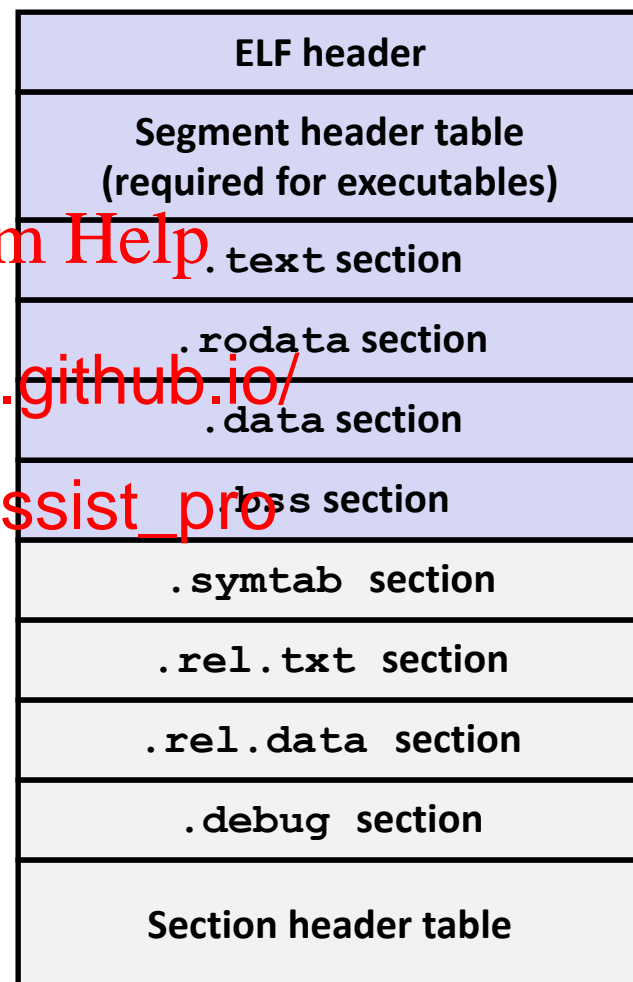 ELF header
Segment header table
(required for executables)
m Help
.text section
.rodata section
.github.io/
.data section
ssist_pro
.bss section
.symtab section
.rel.txt section
.rel.data section
.debug section
Section header table